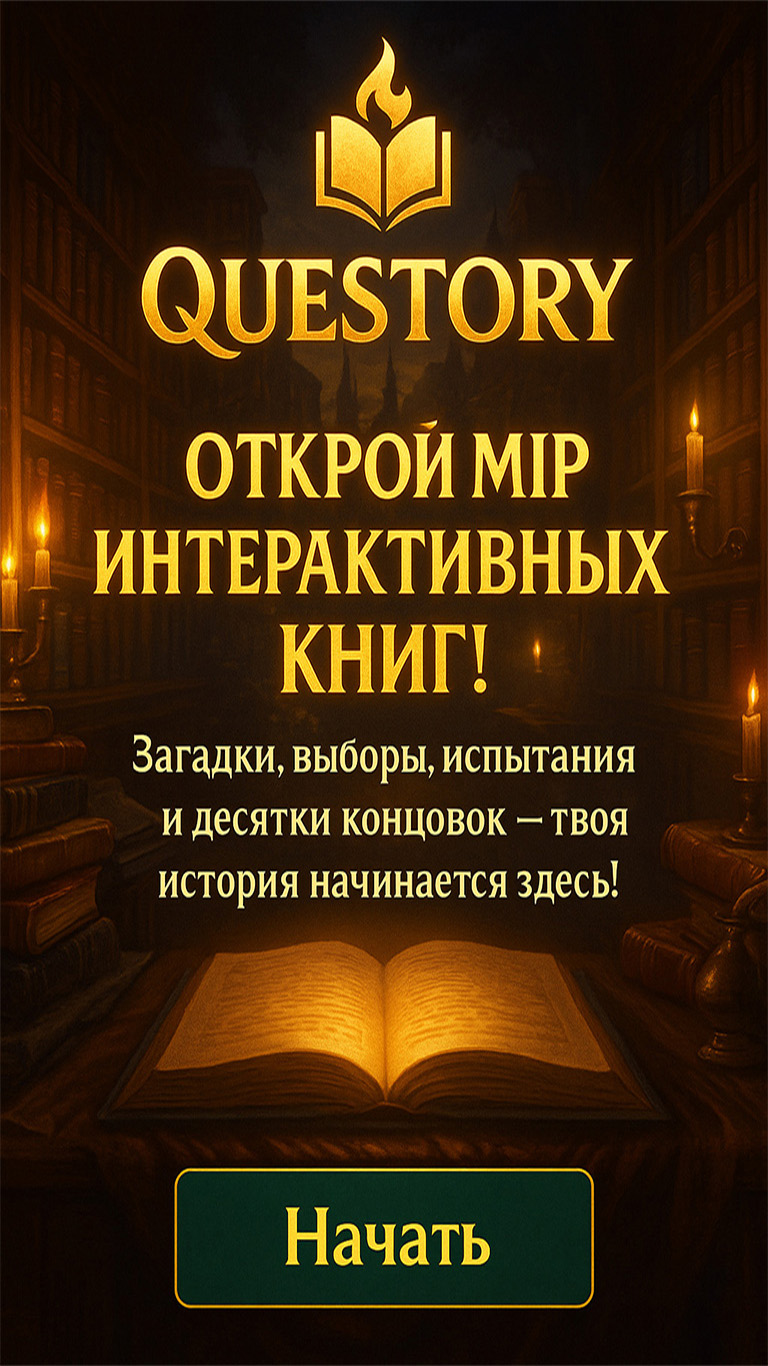 QUESTORY
ОТКРОЙ МIР
ИНТЕРАКТИВНЫХ
КНИГ!
Загадки, выборы, испытания
и десятки концовок – твоя
история начинается здесь!
Начать